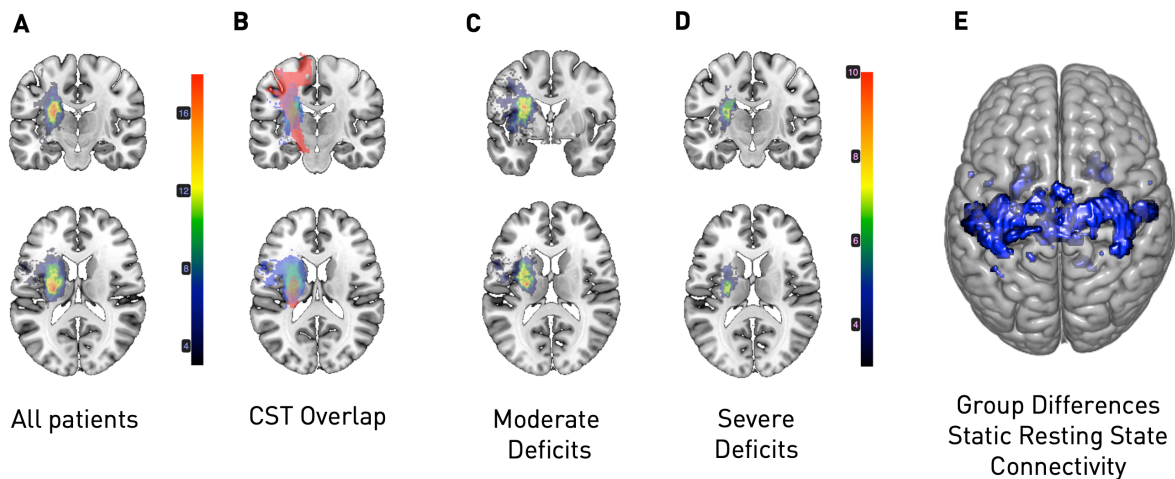 A
B
C
D
E
16
12
8
4
10
8
6
4
All patients
CST Overlap
Moderate
Deficits
Severe
Deficits
Group Differences
Static Resting State
Connectivity